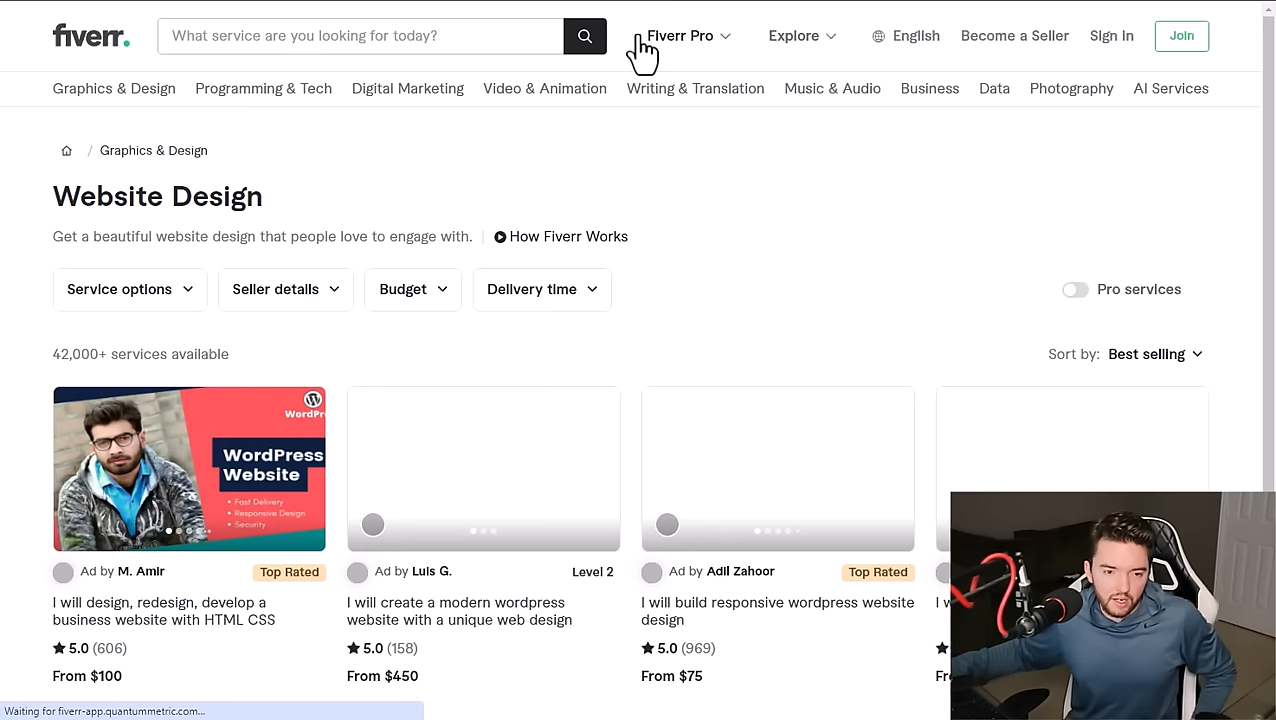 fiverr.
What service are you looking for today?
Fiverr Pro
Explore
English
Become a Seller
Sign In
Join
Graphics & Design
Programming & Tech
Digital Marketing
Video & Animation
Writing & Translation
Music & Audio
Business
Data
Photography
AI Services
/ Graphics & Design
Website Design
Get a beautiful website design that people love to engage with.
How Fiverr Works
Service options
Seller details
Budget
Delivery time
Pro services
42,000+ services available
Sort by: Best selling
WordPr
WordPress
Website
• Fast Delivery
• Responsive Design
• Security
Ad by M. Amir
Top Rated
I will design, redesign, develop a
business website with HTML CSS
5.0 (606)
From $100
Ad by Luis G.
Level 2
I will create a modern wordpress
website with a unique web design
5.0 (158)
From $450
Ad by Adil Zahoor
Top Rated
I will build responsive wordpress website
design
5.0 (969)
From $75
Waiting for fiverr-app.quantummetric.com...